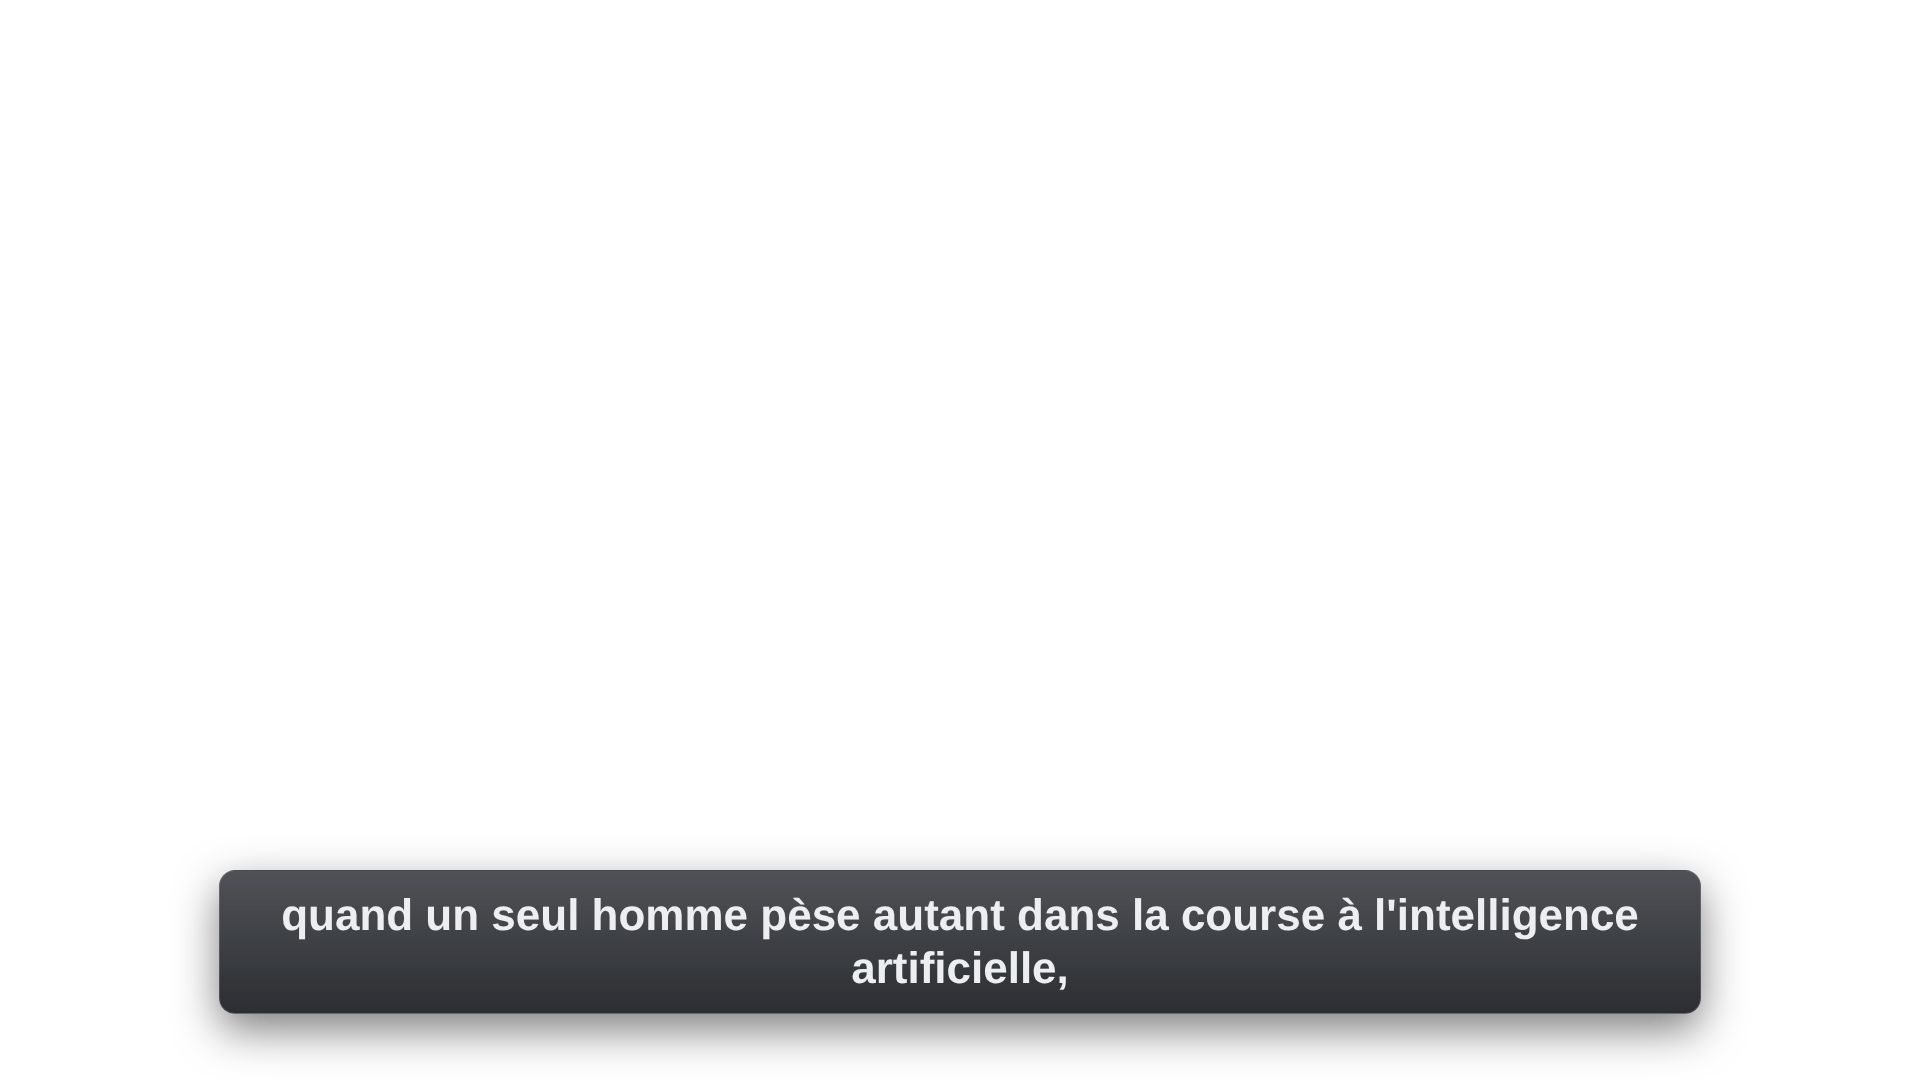 quand un seul homme pèse autant dans la course à l'intelligence
artificielle,